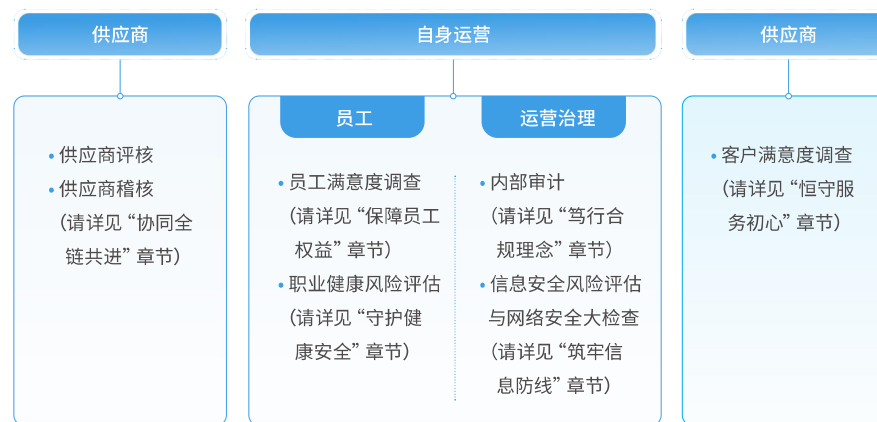 供应商
• 供应商评核
• 供应商稽核
（请详见“协同全
链共进”章节）
自身运营
员工
• 员工满意度调查
（请详见“保障员工
权益”章节）
• 职业健康风险评估
（请详见“守护健
康安全”章节）
运营治理
• 内部审计
（请详见“笃行合
规理念”章节）
• 信息安全风险评估
与网络安全大检查
（请详见“筑牢信
息防线”章节）
供应商
• 客户满意度调查
（请详见“恒守服
务初心”章节）